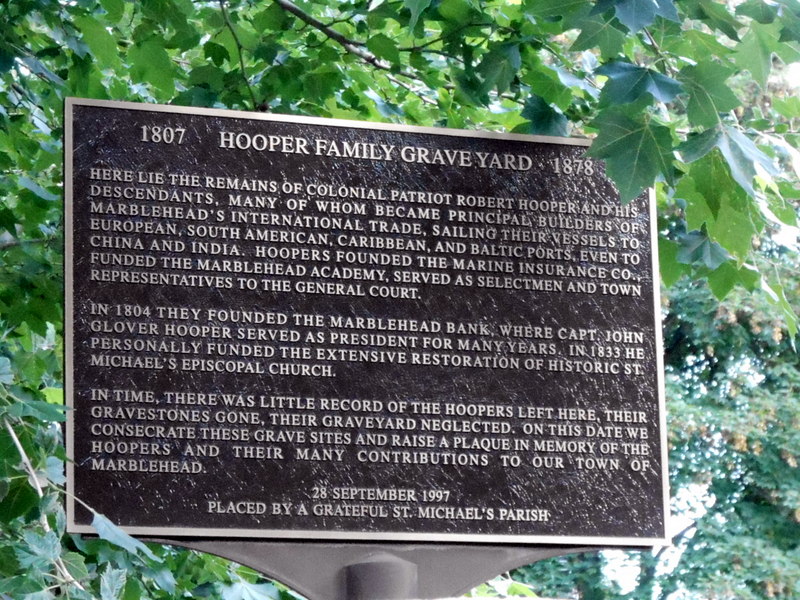 1807 HOOPER FAMILY GRAVE YARD · 1878
HERE LIE THE REMAINS OF COLONIAL PATRIOT ROBERT HOOPER AND HIS
DESCENDANTS, MANY OF WHOM BECAME PRINCIPAL BUILDERS OF
MARBLEHEAD'S INTERNATIONAL TRADE, SAILING THEIR VESSELS TO
EUROPEAN, SOUTH AMERICAN, CARIBBEAN, AND BALTIC PORTS, EVEN TO
CHINA AND INDIA. HOOPERS FOUNDED THE MARINE INSURANCE CO.,
FUNDED THE MARBLEHEAD ACADEMY, SERVED AS SELECTMEN AND TOWN
REPRESENTATIVES TO THE GENERAL COURT.
IN 1804 THEY FOUNDED THE MARBLEHEAD BANK, WHERE CAPT. JOHN
GLOVER HOOPER SERVED AS PRESIDENT FOR MANY YEARS. IN 1833 HE
PERSONALLY FUNDED THE EXTENSIVE RESTORATION OF HISTORIC ST.
MICHAEL'S EPISCOPAL CHURCH.
IN TIME, THERE WAS LITTLE RECORD OF THE HOOPERS LEFT HERE, THEIR
GRAVESTONES GONE, THEIR GRAVEYARD NEGLECTED. ON THIS DATE WE
CONSECRATE THESE GRAVE SITES AND RAISE A PLAQUE IN MEMORY OF THE
HOOPERS AND THEIR MANY CONTRIBUTIONS TO OUR TOWN OF
MARBLEHEAD.
28 SEPTEMBER 1997
PLACED BY A GRATEFUL ST. MICHAEL'S PARISH